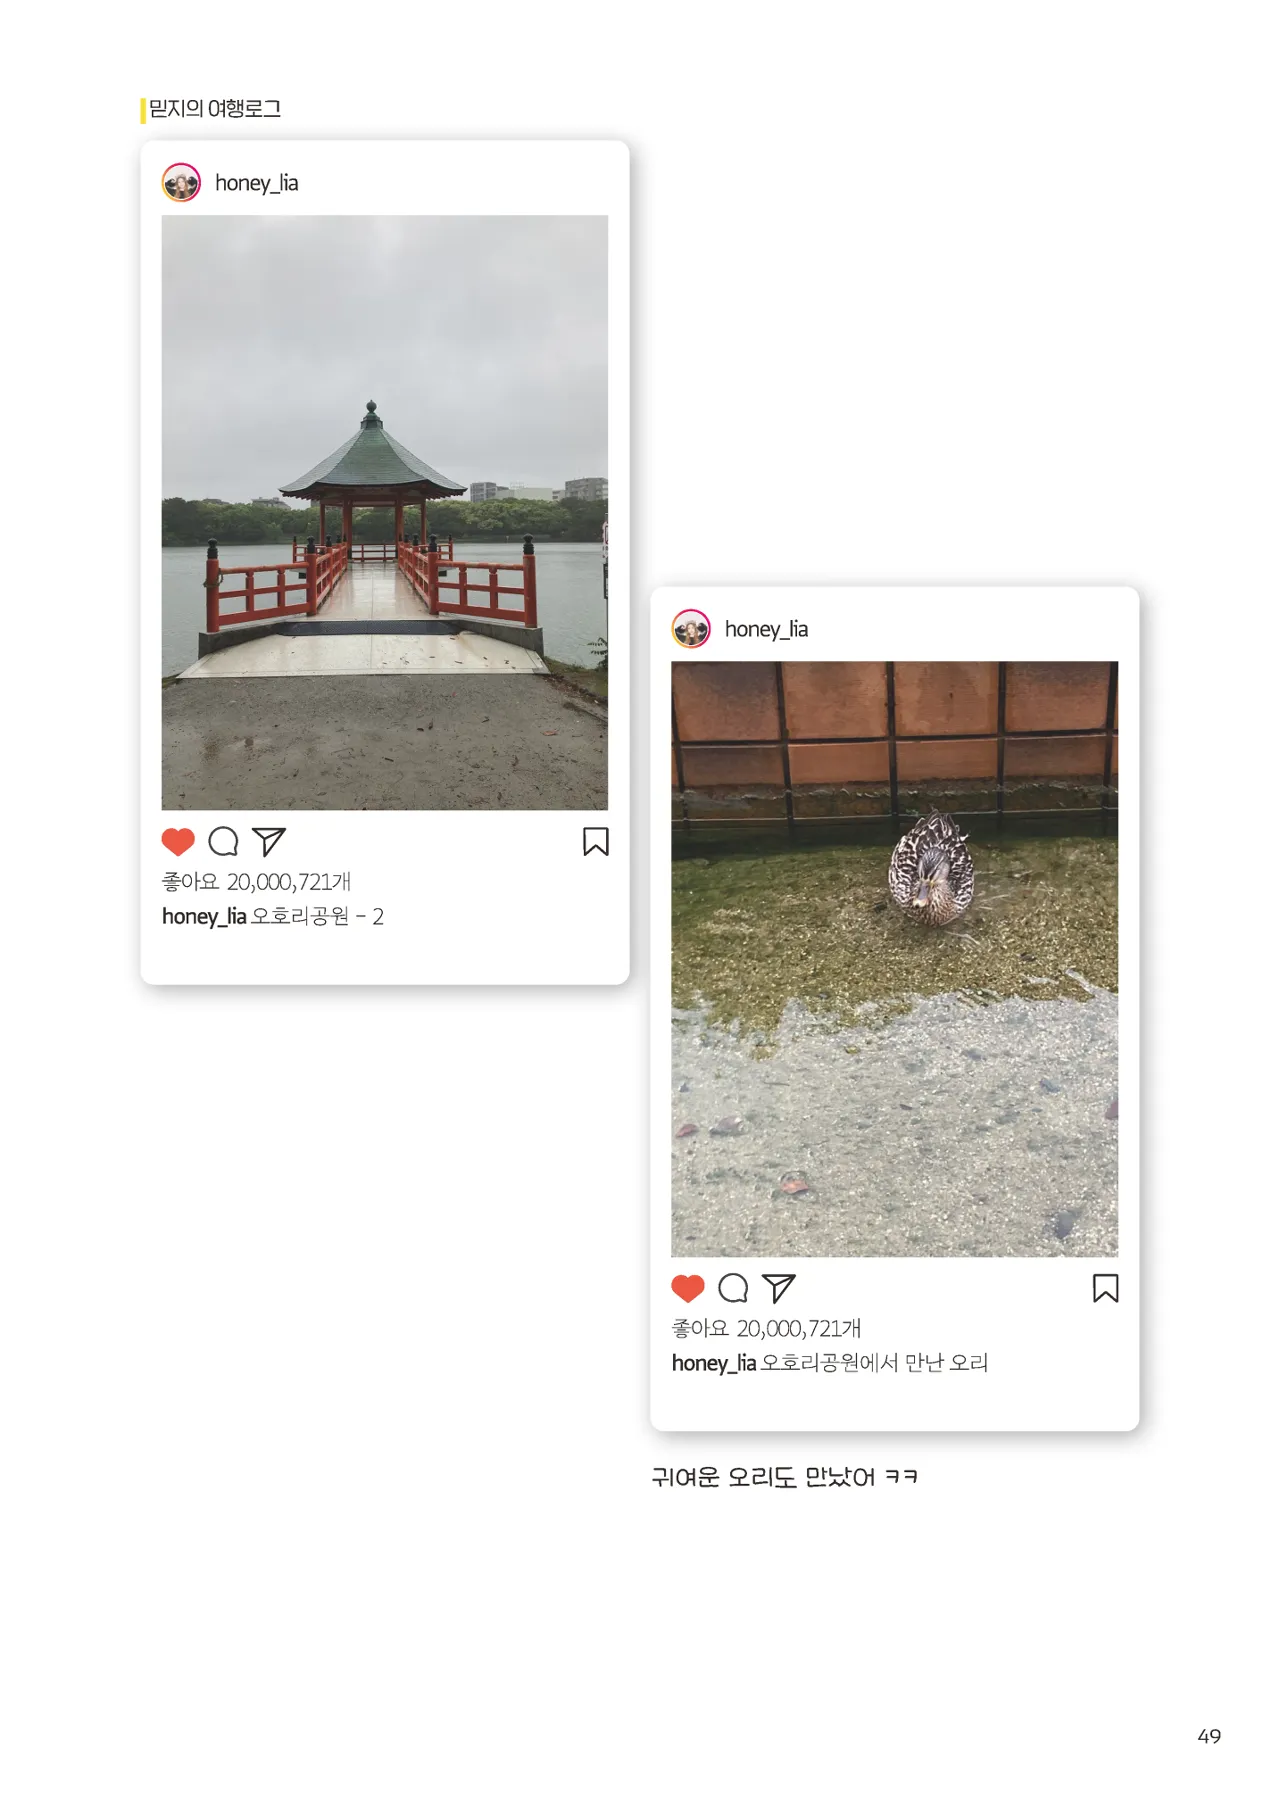 믿지의 여행로그
honey_lia
좋아요 20,000,721개
honey_lia 오호리공원 - 2
honey_lia
좋아요 20,000,721개
honey_lia 오호리공원에서 만난 오리
귀여운 오리도 만났어 ㅋㅋ
49